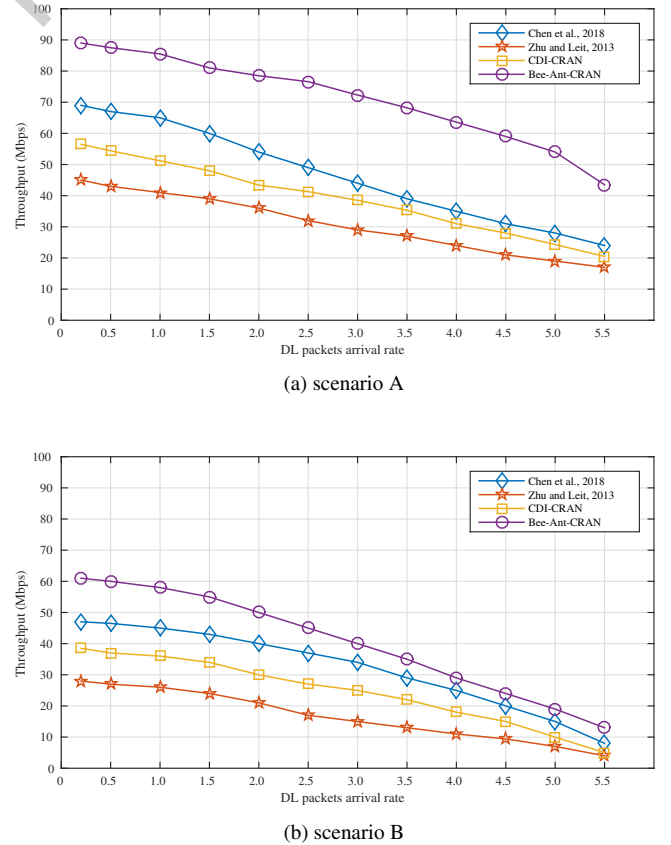 100
90
80
70
60
50
40
30
20
10
0
Throughput (Mbps)
Chen et al., 2018
Zhu and Leit, 2013
CDI-CRAN
Bee-Ant-CRAN
0 0.5 1.0 1.5 2.0 2.5 3.0 3.5 4.0 4.5 5.0 5.5
DL packets arrival rate
(a) scenario A
100
90
80
70
60
50
40
30
20
10
0
Throughput (Mbps)
Chen et al., 2018
Zhu and Leit, 2013
CDI-CRAN
Bee-Ant-CRAN
0 0.5 1.0 1.5 2.0 2.5 3.0 3.5 4.0 4.5 5.0 5.5
DL packets arrival rate
(b) scenario B